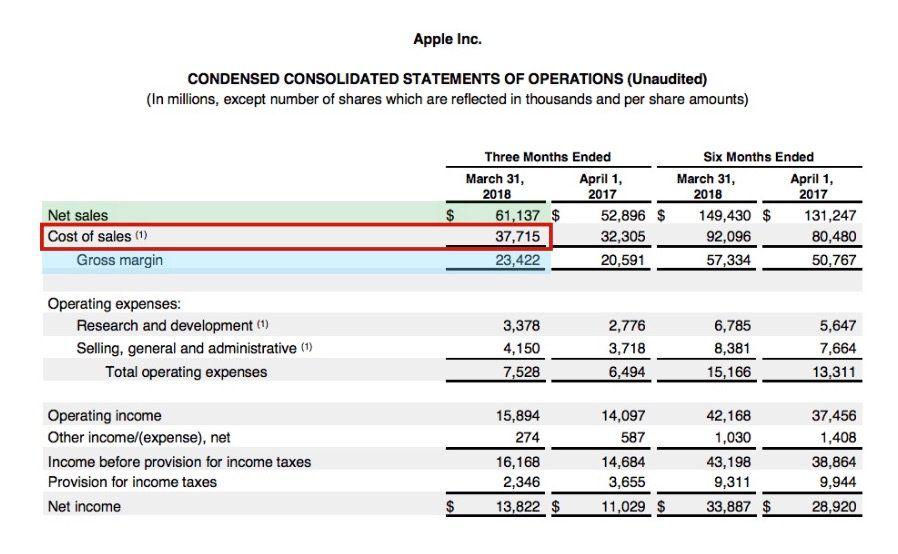 Apple Inc.
CONDENSED CONSOLIDATED STATEMENTS OF OPERATIONS (Unaudited)
(In millions, except number of shares which are reflected in thousands and per share amounts)
Three Months Ended Six Months Ended
March 31, 2018 April 1, 2017 March 31, 2018 April 1, 2017
Net sales $ 61,137 $ 52,896 $ 149,430 $ 131,247
Cost of sales (1) 37,715 32,305 92,096 80,480
Gross margin 23,422 20,591 57,334 50,767
Operating expenses:
Research and development (1) 3,378 2,776 6,785 5,647
Selling, general and administrative (1) 4,150 3,718 8,381 7,664
Total operating expenses 7,528 6,494 15,166 13,311
Operating income 15,894 14,097 42,168 37,456
Other income/(expense), net 274 587 1,030 1,408
Income before provision for income taxes 16,168 14,684 43,198 38,864
Provision for income taxes 2,346 3,655 9,311 9,944
Net income $ 13,822 $ 11,029 $ 33,887 $ 28,920